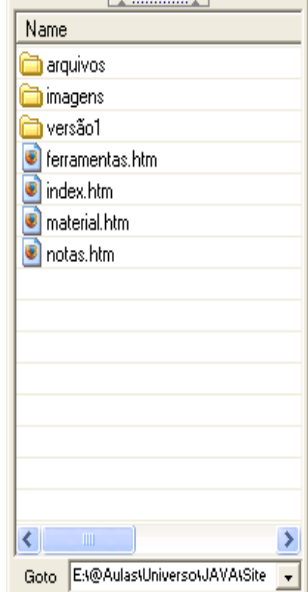 Name
arquivos
imagens
versão1
ferramentas.htm
index.htm
material.htm
notas.htm
Goto E:\@Aulas\Universo\JAVA\Site